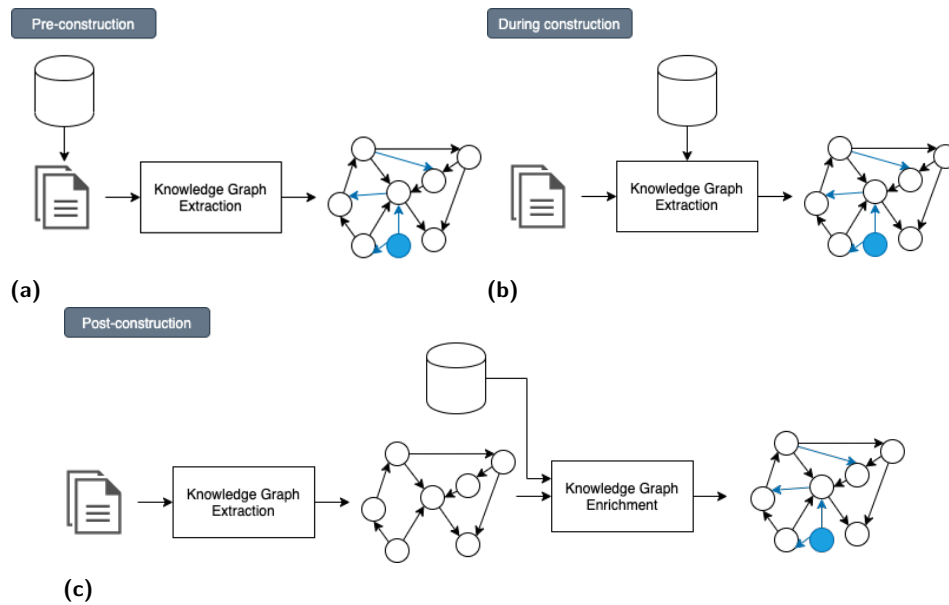 Pre-construction
During construction
Knowledge Graph
Extraction
Knowledge Graph
Extraction
(a)
(b)
Post-construction
Knowledge Graph
Extraction
Knowledge Graph
Enrichment
(c)